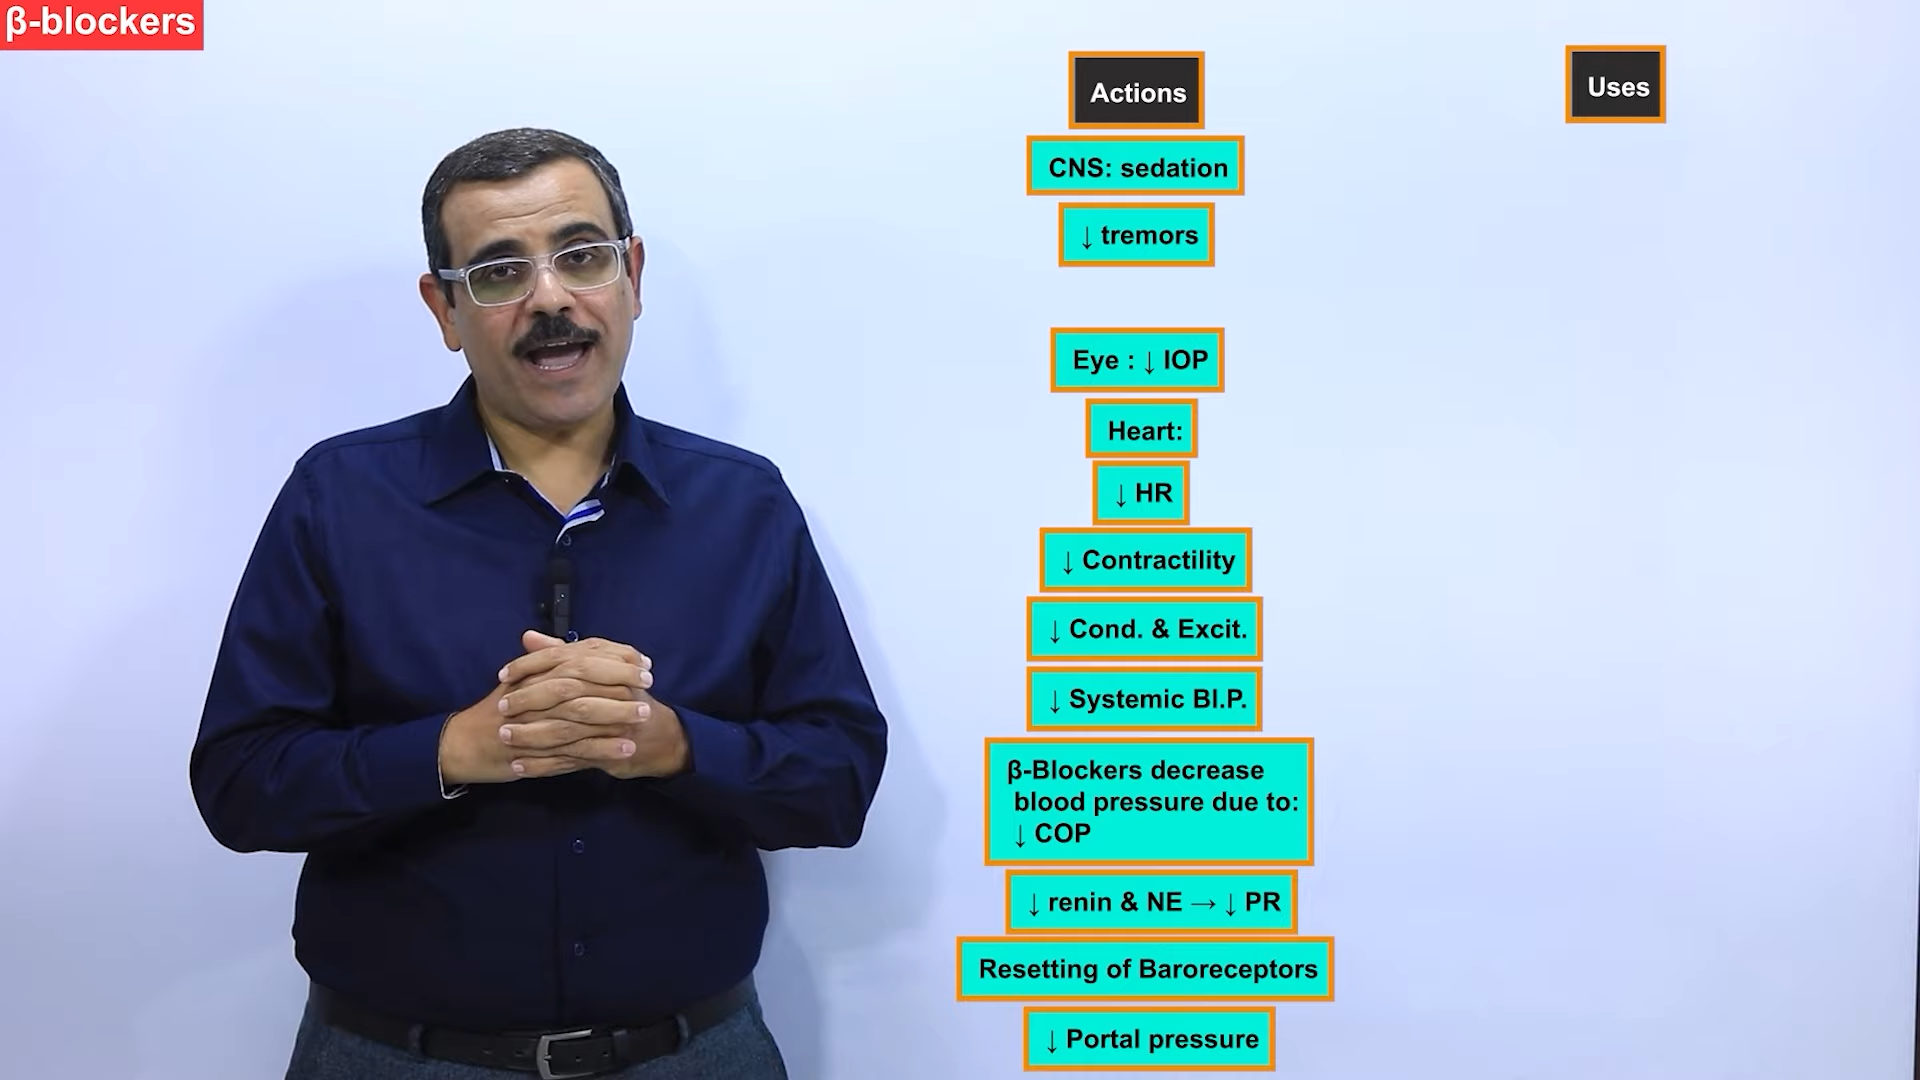 β-blockers
Actions
Uses
CNS: sedation
↓ tremors
Eye : ↓ IOP
Heart:
↓ HR
↓ Contractility
↓ Cond. & Excit.
↓ Systemic Bl.P.
β-Blockers decrease
blood pressure due to:
↓ COP
↓ renin & NE → ↓ PR
Resetting of Baroreceptors
↓ Portal pressure